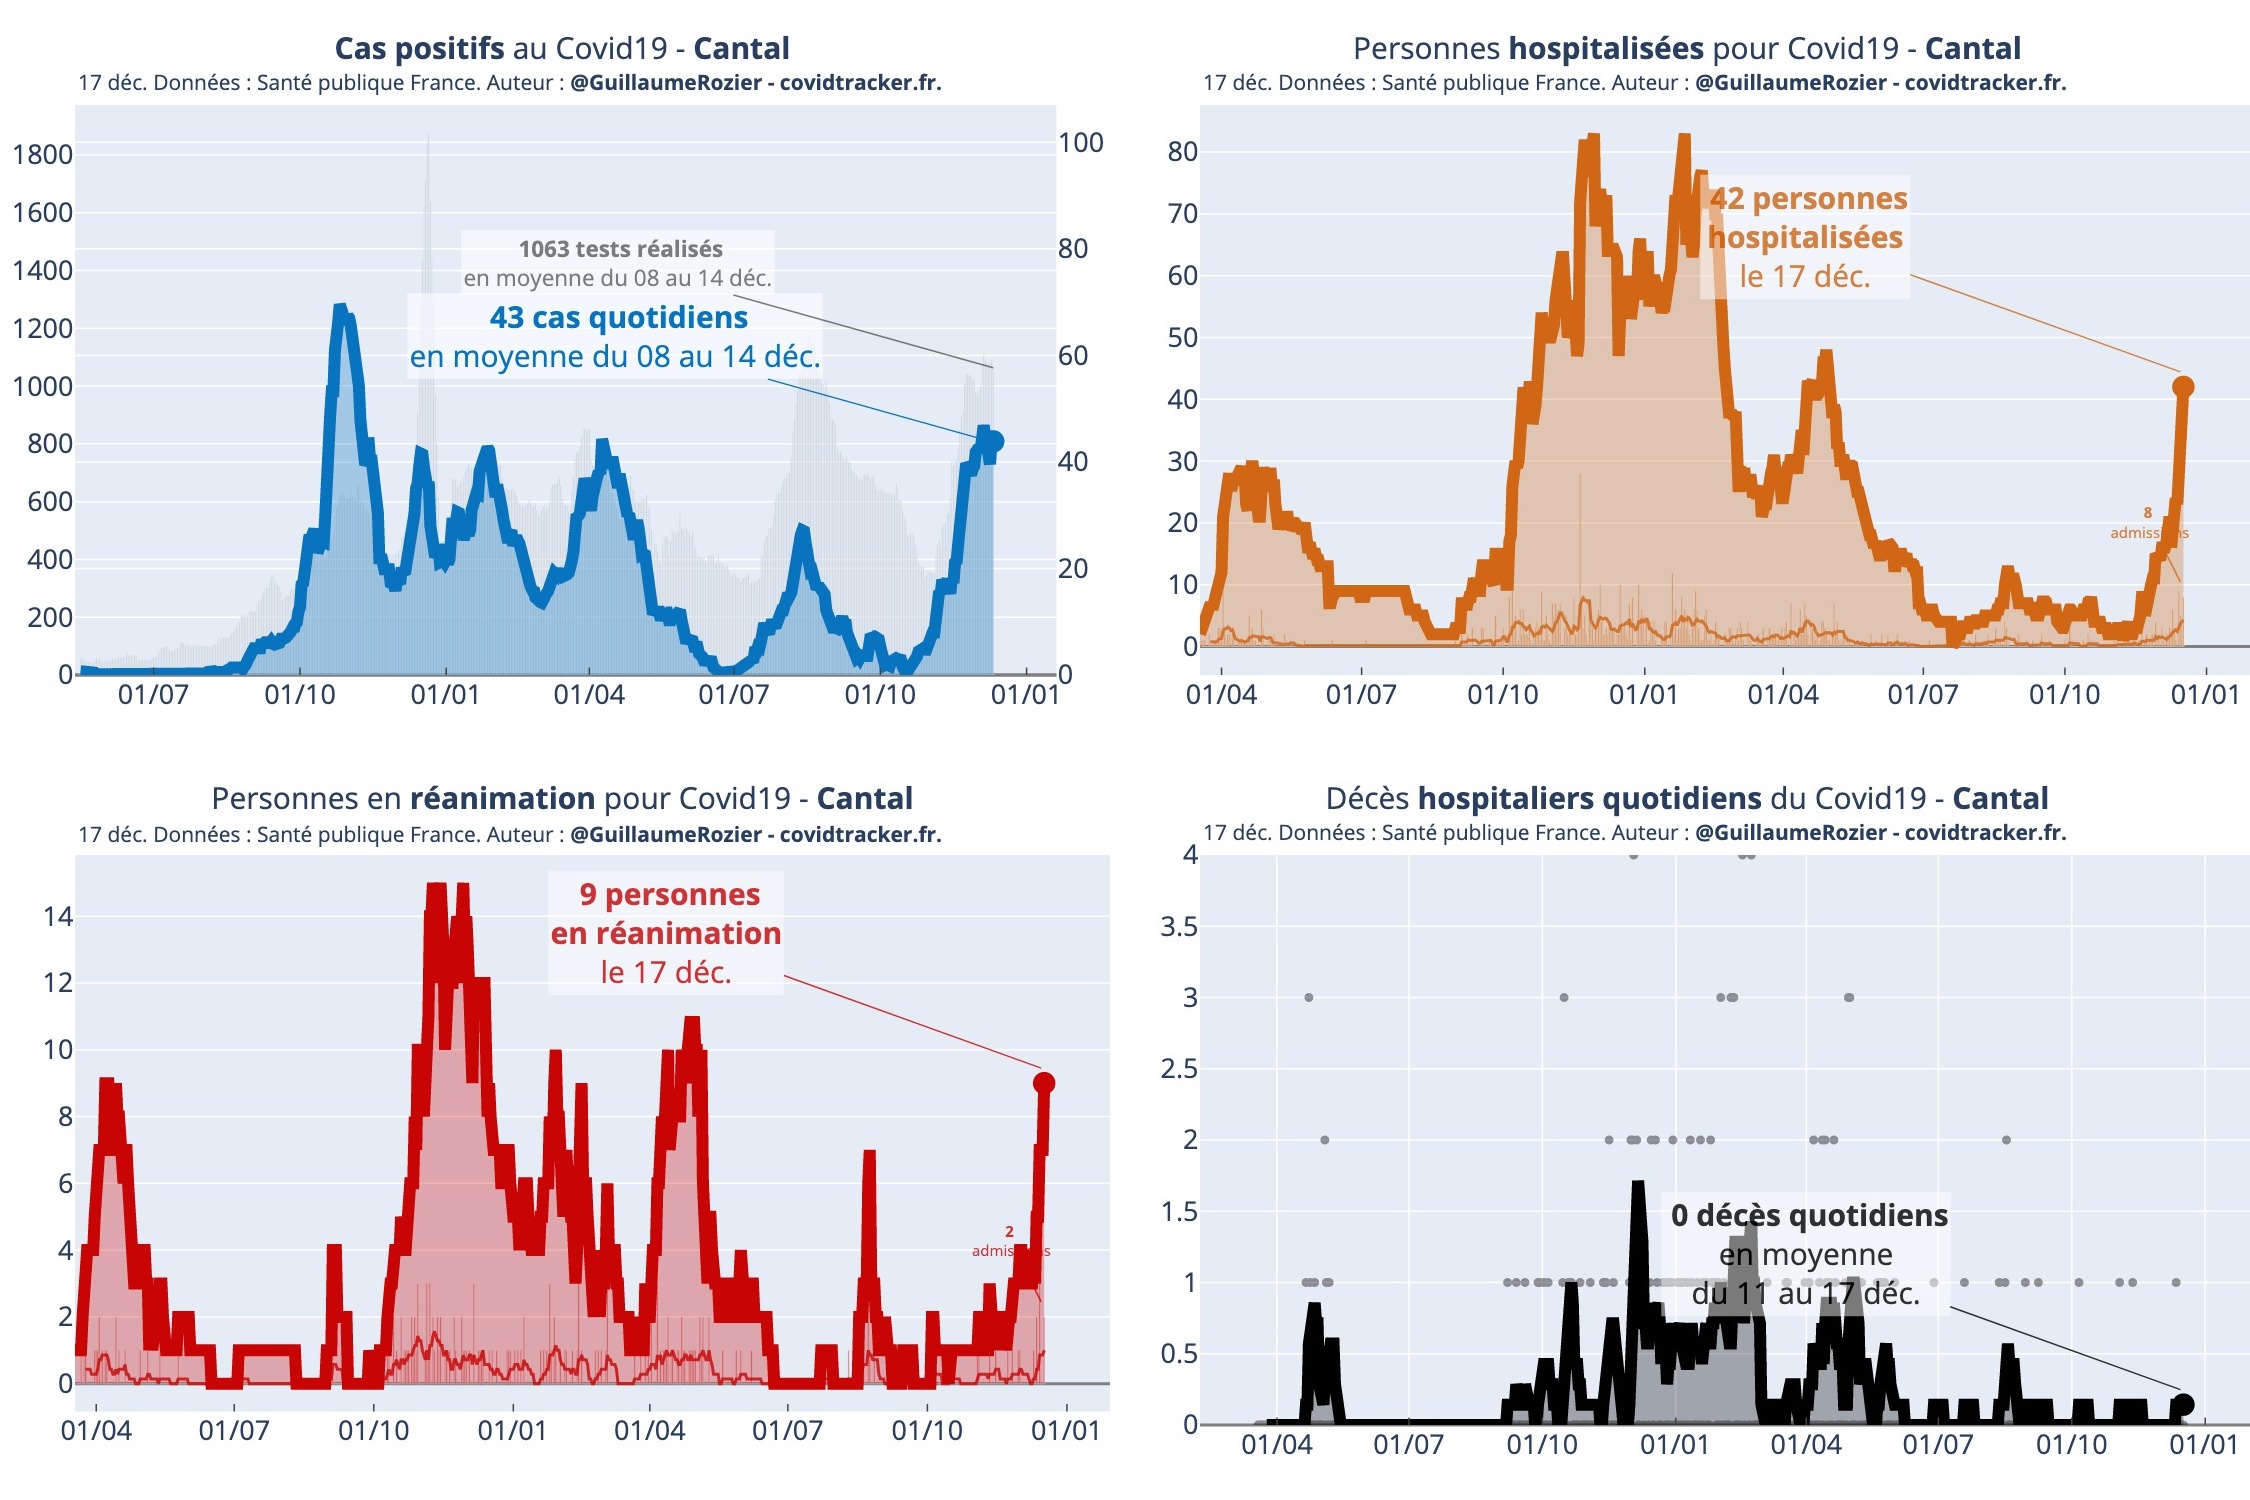 Cas positifs au Covid19 - Cantal
17 déc. Données : Santé publique France. Auteur : @GuillaumeRozier - covidtracker.fr.
1800
1600
1400
1200
1000
800
600
400
200
0
100
80
60
40
20
0
1063 tests réalisés
en moyenne du 08 au 14 déc.
43 cas quotidiens
en moyenne du 08 au 14 déc.
01/07 01/10 01/01 01/04 01/07 01/10 01/01
Personnes hospitalisées pour Covid19 - Cantal
17 déc. Données : Santé publique France. Auteur : @GuillaumeRozier - covidtracker.fr.
80
70
60
50
40
30
20
10
0
42 personnes
hospitalisées
le 17 déc.
8
admissions
01/04 01/07 01/10 01/01 01/04 01/07 01/10 01/01
Personnes en réanimation pour Covid19 - Cantal
17 déc. Données : Santé publique France. Auteur : @GuillaumeRozier - covidtracker.fr.
14
12
10
8
6
4
2
0
9 personnes
en réanimation
le 17 déc.
2
admissions
01/04 01/07 01/10 01/01 01/04 01/07 01/10 01/01
Décès hospitaliers quotidiens du Covid19 - Cantal
17 déc. Données : Santé publique France. Auteur : @GuillaumeRozier - covidtracker.fr.
4
3.5
3
2.5
2
1.5
1
0.5
0
0 décès quotidiens
en moyenne
du 11 au 17 déc.
01/04 01/07 01/10 01/01 01/04 01/07 01/10 01/01